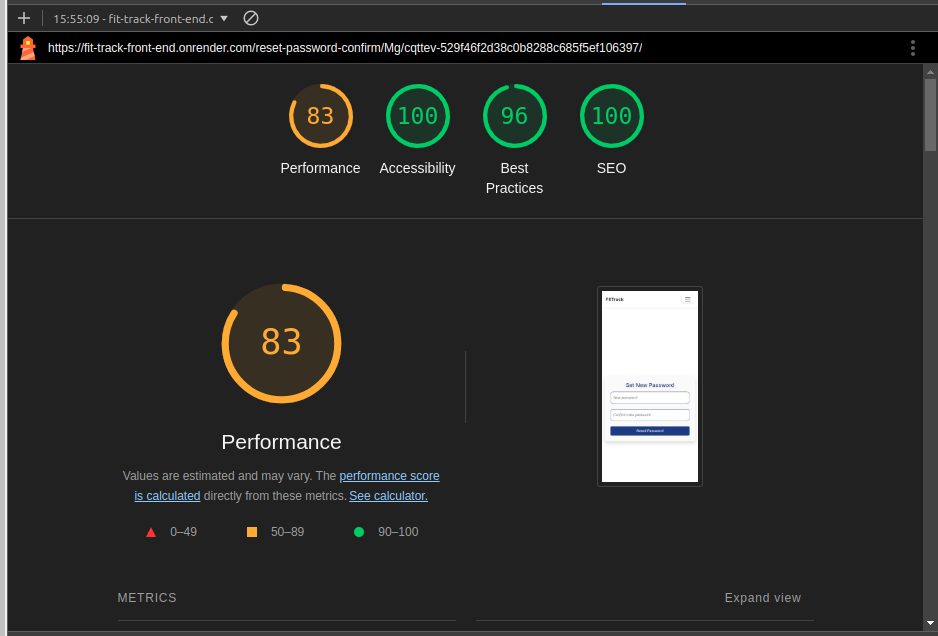 15:55:09 - fit-track-front-end.c
https://fit-track-front-end.onrender.com/reset-password-confirm/Mg/cqttev-529f46f2d38c0b8288c685f5ef106397/
83 100 96 100
Performance Accessibility Best Practices SEO
83
Performance
Values are estimated and may vary. The performance score
is calculated directly from these metrics. See calculator.
0–49 50–89 90–100
FitTrack
Set New Password
New password
Confirm new password
Reset Password
METRICS Expand view